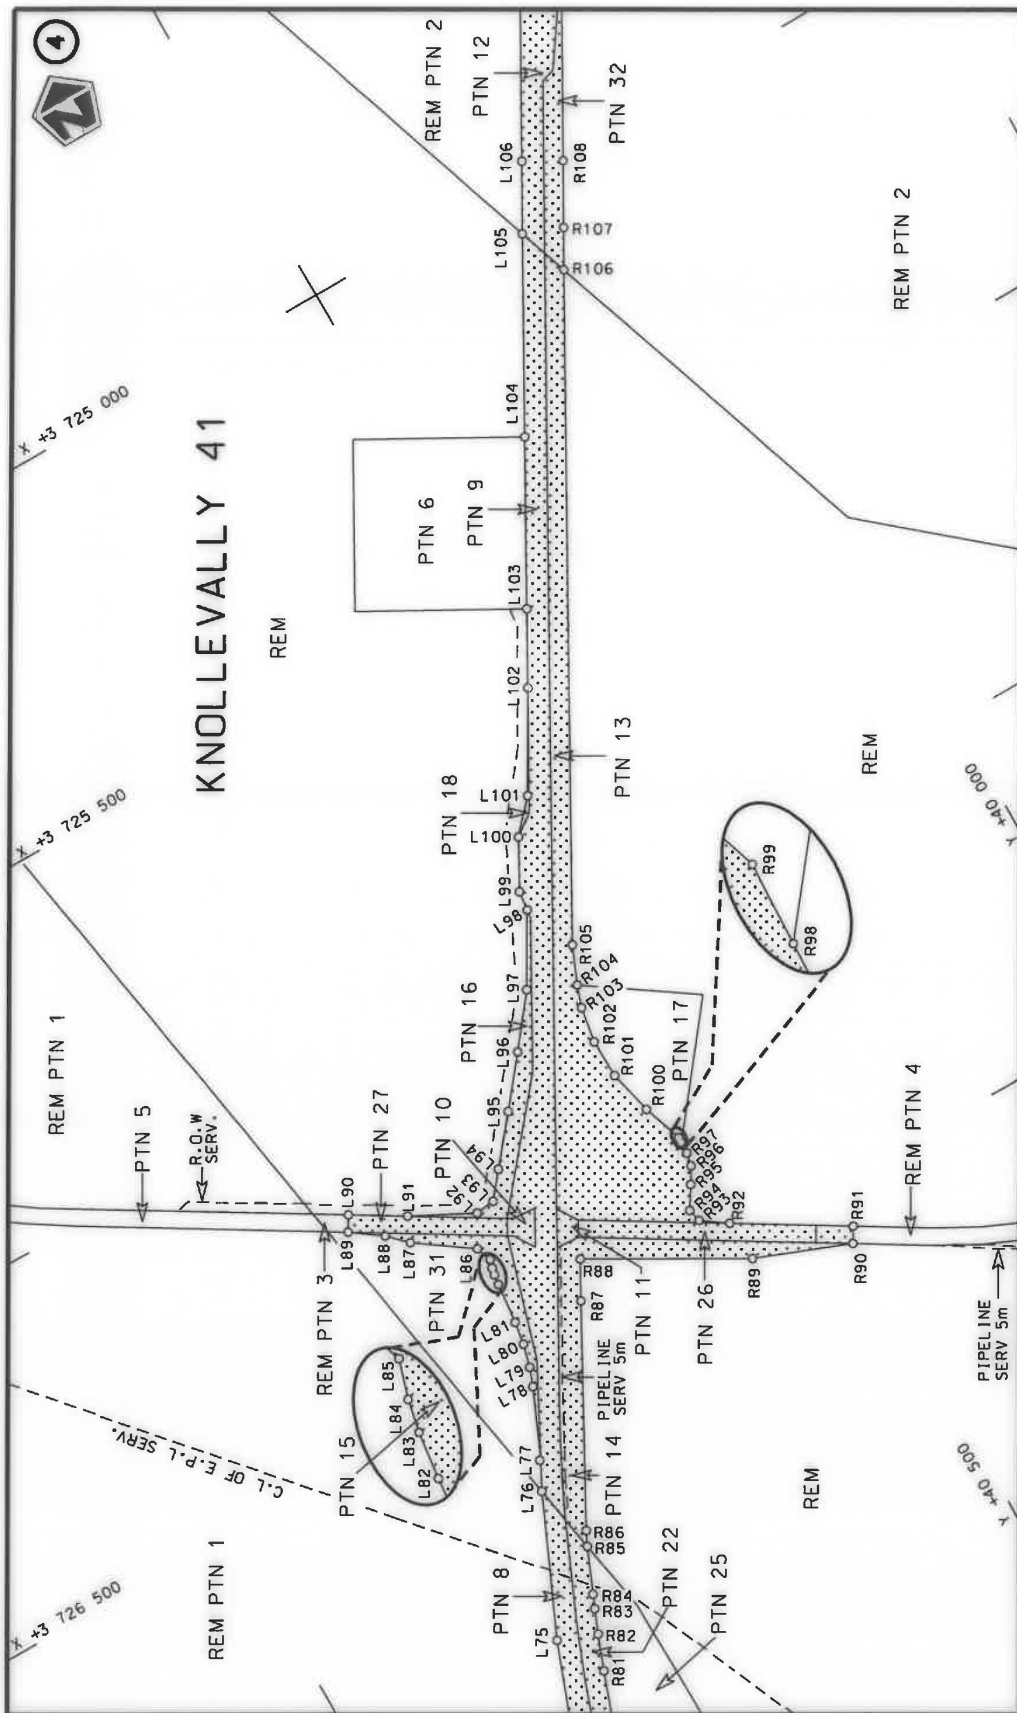 4
REM PTN 2
PTN 12
PTN 32
L106
R108
L105
R107
R106
REM PTN 2
X +3 725 000
KNOLLEVALLY 41
L104
PTN 6
PTN 9
REM
L103
L102
PTN 13
REM
Y +40 000
X +3 725 500
PTN 18
L101
L100
L99
L98
R99
R98
R105
R104
R103
R102
R101
R100
PTN 17
L97
PTN 16
L96
L95
L94
L93
L92
REM PTN 1
PTN 5
R.O.W
SERV.
PTN 27
PTN 10
L90
L91
L89
L88
L87
L86
REM PTN 3
PTN 31
R97
R96
R95
R94
R93
R92
R91
R90
R89
REM PTN 4
R88
R87
PTN 11
PTN 26
PIPELINE
SERV 5m
PIPELINE
SERV 5m
L81
L80
L79
L78
L85
L84
L83
L82
PTN 15
C.L OF E.P.L SERV.
L77
L76
PTN 14
REM
Y +40 500
R86
R85
R84
R83
R82
R81
PTN 22
PTN 25
PTN 8
L75
REM PTN 1
X +3 726 500